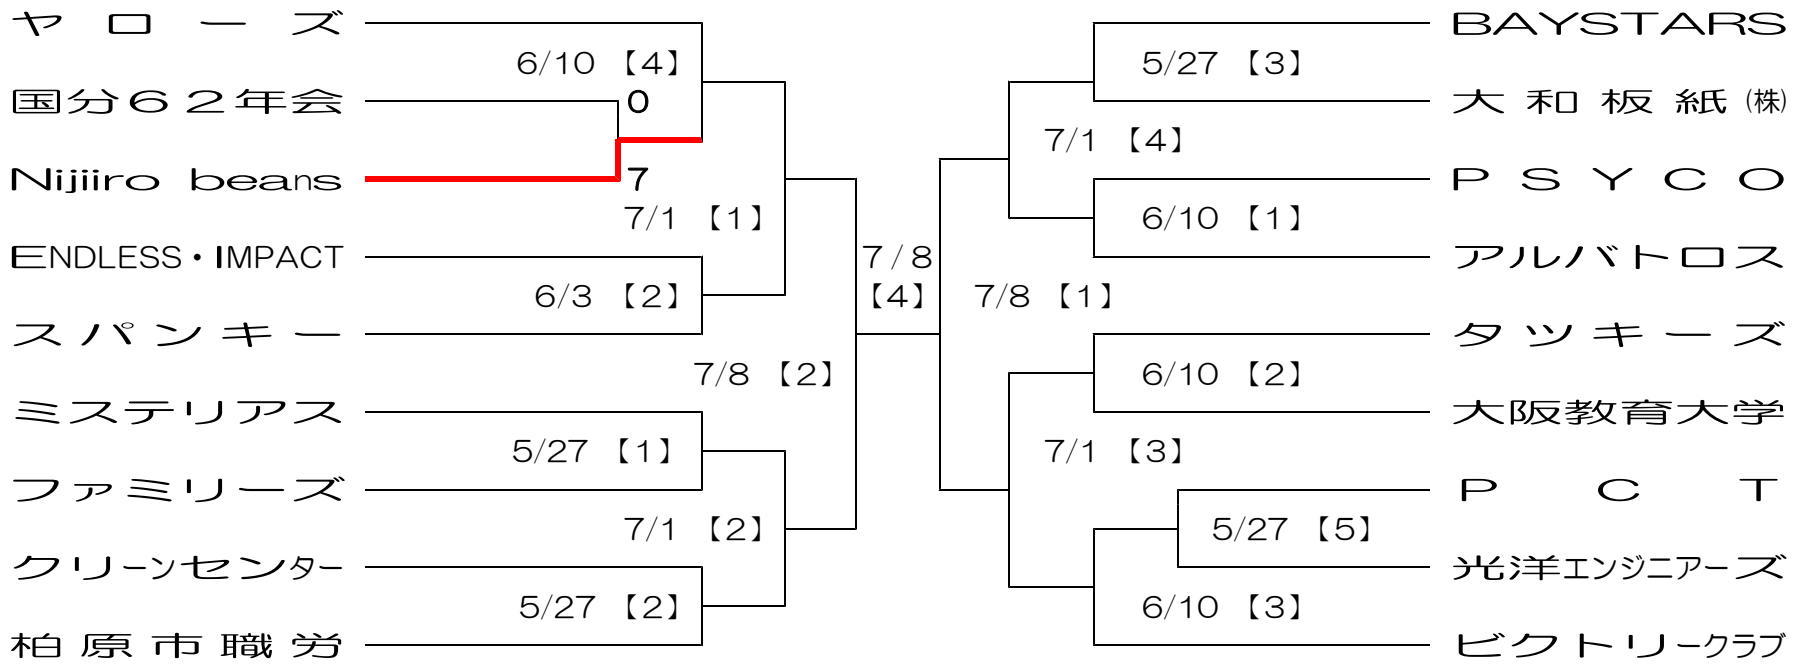 ヤローズ
BAYSTARS
6/10 【4】
5/27 【3】
国分６２年会
0
大和板紙㈱
7/1 【4】
Nijiiro beans
7
PSYCO
7/1 【1】
6/10 【1】
ENDLESS・IMPACT
7/8
アルバトロス
6/3 【2】
【4】
7/8 【1】
スパンキー
タツキーズ
7/8 【2】
6/10 【2】
ミステリアス
大阪教育大学
5/27 【1】
7/1 【3】
ファミリーズ
PCT
7/1 【2】
5/27 【5】
クリーンセンター
光洋エンジニアーズ
5/27 【2】
6/10 【3】
柏原市職労
ビクトリークラブ